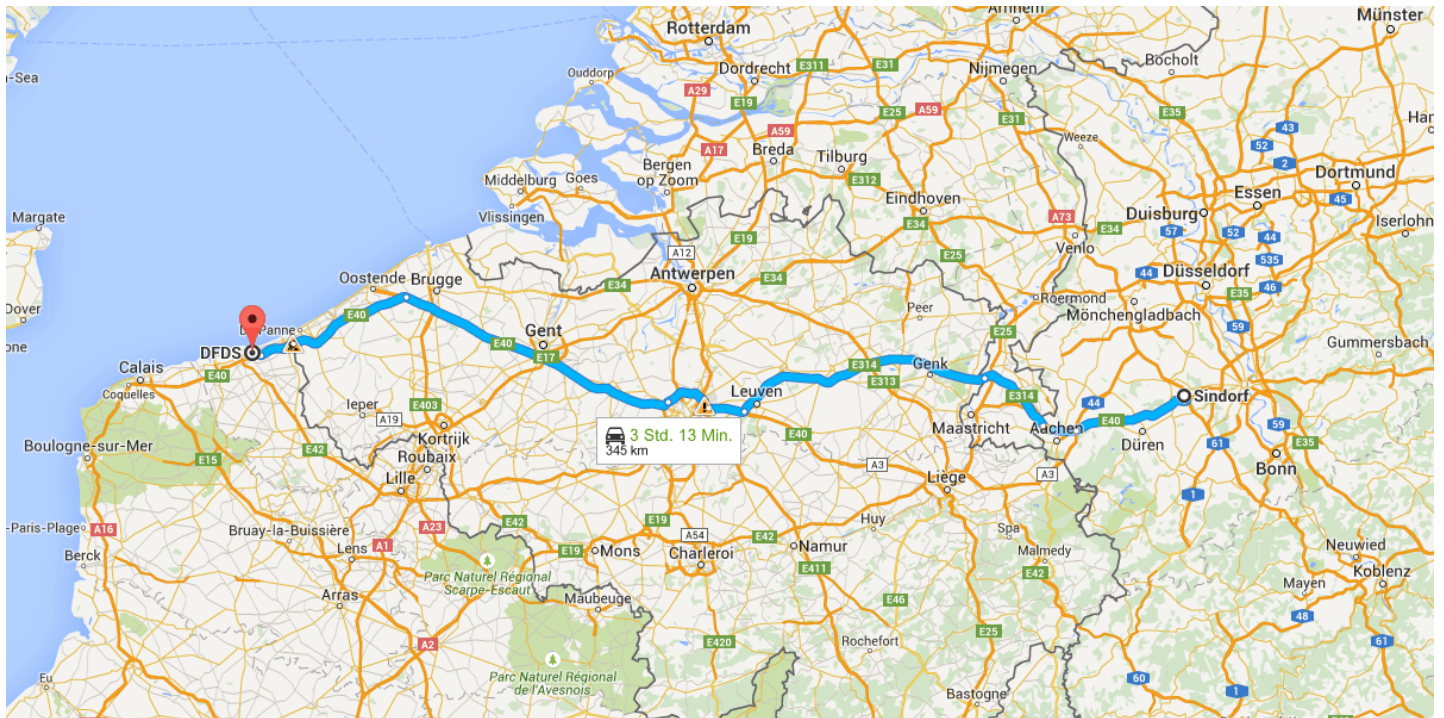 Münster
Rotterdam
Arnhem
Bocholt
-Sea
Ouddorp
Dordrecht
E311
E31
Nijmegen
A29
E19
E25
A59
E31
Weeze
43
Han
52
2
A59
A17
Breda
Tilburg
E312
Bergen
op Zoom
Middelburg
Goes
Vlissingen
Eindhoven
E34
A73
Venlo
Essen
Dortmund
45
Iserlohn
Duisburg
57
52
44
535
46
Margate
Dover
one
E19
A12
Antwerpen
E34
E34
E25
44
Düsseldorf
E35
Oostende
Brugge
Peer
Roermond
Mönchengladbach
59
E25
Gummersbach
De Panne
E40
Gent
E40
E17
DFDS
E40
Calais
Coquelles
E314
E313
Genk
E314
Leuven
E40
Maastricht
Aachen
44
E40
Düren
Sindorf
61
59
E35
Bonn
Ieper
A19
E403
Kortrijk
Roubaix
Lille
E42
E15
Boulogne-sur-Mer
3 Std. 13 Min.
345 km
A3
Liège
A3
1
-Paris-Plage
A16
Berck
Bruay-la-Buissière
Lens
A1
A23
E42
E19
A54
E42
Huy
Spa
Malmedy
E42
Neuwied
Koblenz
Mayen
48
61
E19
Mons
Charleroi
Namur
E411
Parc Naturel Régional
Scarpe-Escaut
Arras
Maubeuge
E46
E25
Rochefort
A2
E420
Parc Naturel Régional
de l'Avesnois
Eu
Bastogne
60
1